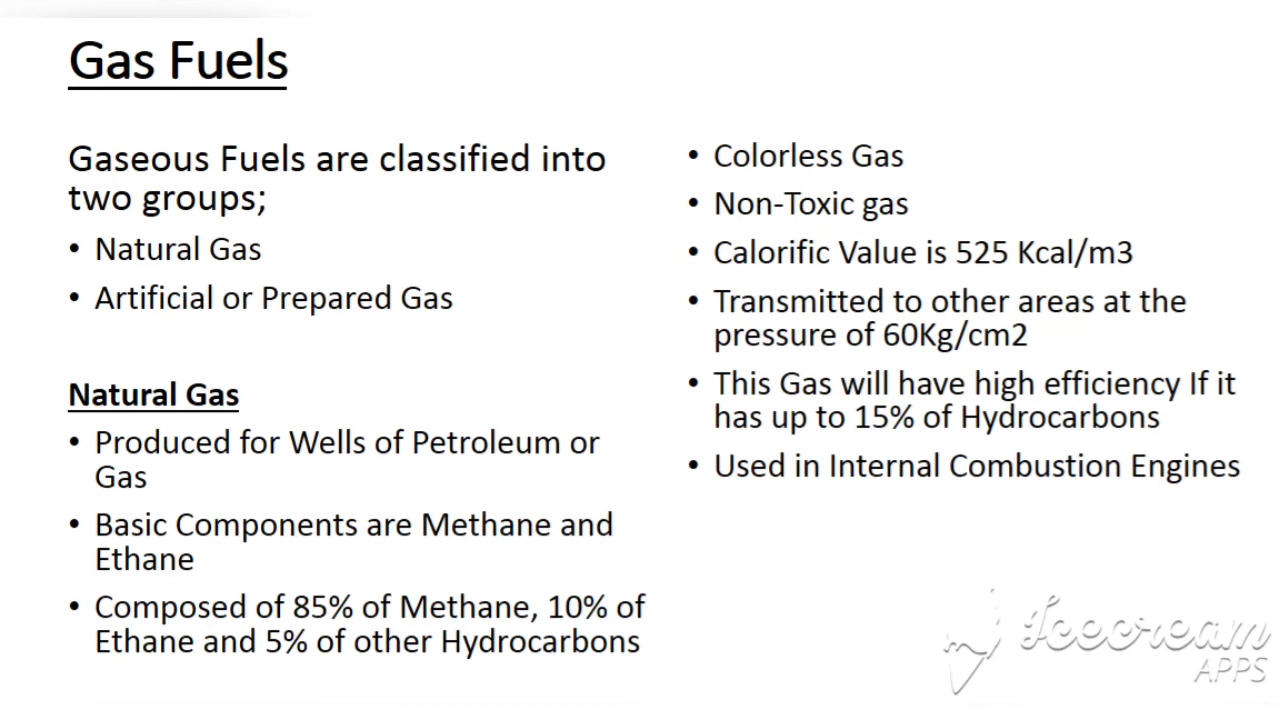 Gas Fuels
Gaseous Fuels are classified into
two groups;
• Natural Gas
• Artificial or Prepared Gas
Natural Gas
• Produced for Wells of Petroleum or
Gas
• Basic Components are Methane and
Ethane
• Composed of 85% of Methane, 10% of
Ethane and 5% of other Hydrocarbons
• Colorless Gas
• Non-Toxic gas
• Calorific Value is 525 Kcal/m3
• Transmitted to other areas at the
pressure of 60Kg/cm2
• This Gas will have high efficiency If it
has up to 15% of Hydrocarbons
• Used in Internal Combustion Engines
Icecream
APPS